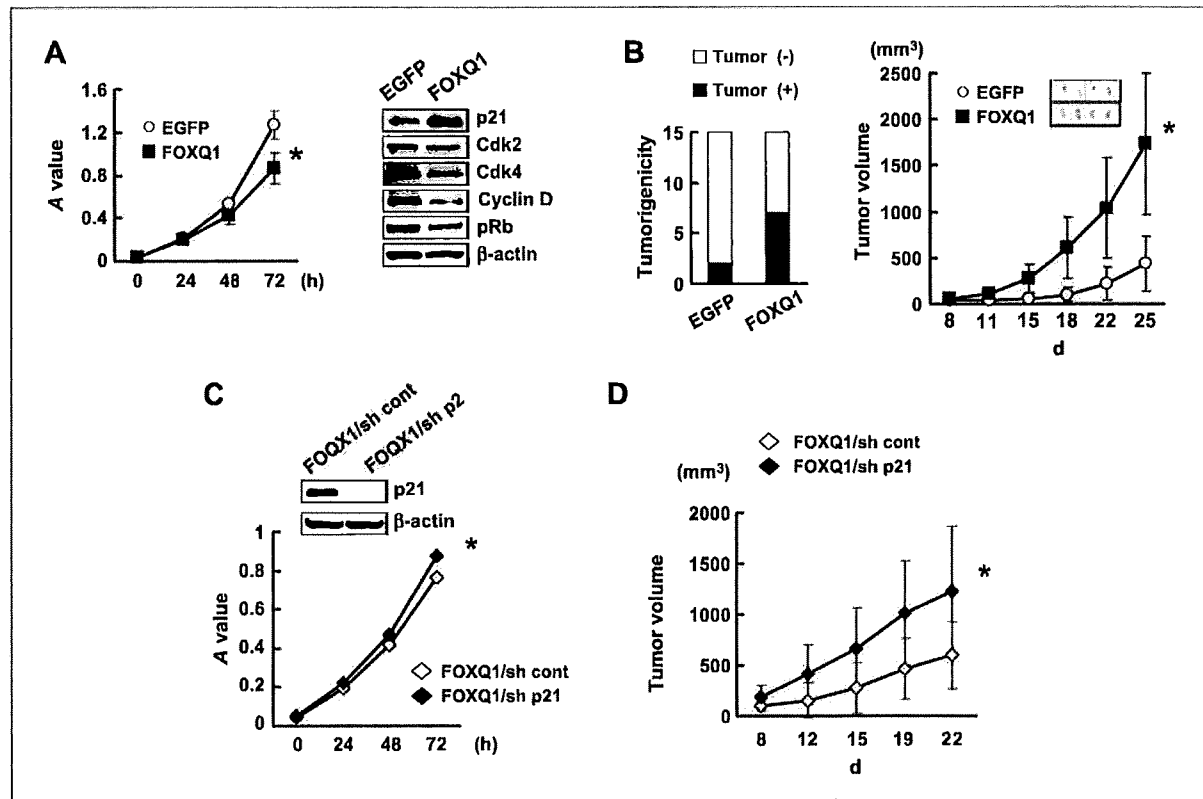 A
EGFP
FOXQ1
A value
1.6
1.2
0.8
0.4
0
0 24 48 72 (h)
*
EGFP FOXQ1
p21
Cdk2
Cdk4
Cyclin D
pRb
β-actin
B
Tumor (-)
Tumor (+)
Tumorigenicity
15
10
5
0
EGFP FOXQ1
(mm³)
EGFP
FOXQ1
Tumor volume
2500
2000
1500
1000
500
0
8 11 15 18 22 25
d
*
C
FOQX1/sh cont
FOQX1/sh p2
p21
β-actin
A value
1
0.8
0.6
0.4
0.2
0
0 24 48 72 (h)
*
FOXQ1/sh cont
FOXQ1/sh p21
D
FOXQ1/sh cont
FOXQ1/sh p21
(mm³)
Tumor volume
2000
1500
1000
500
0
8 12 15 19 22
d
*